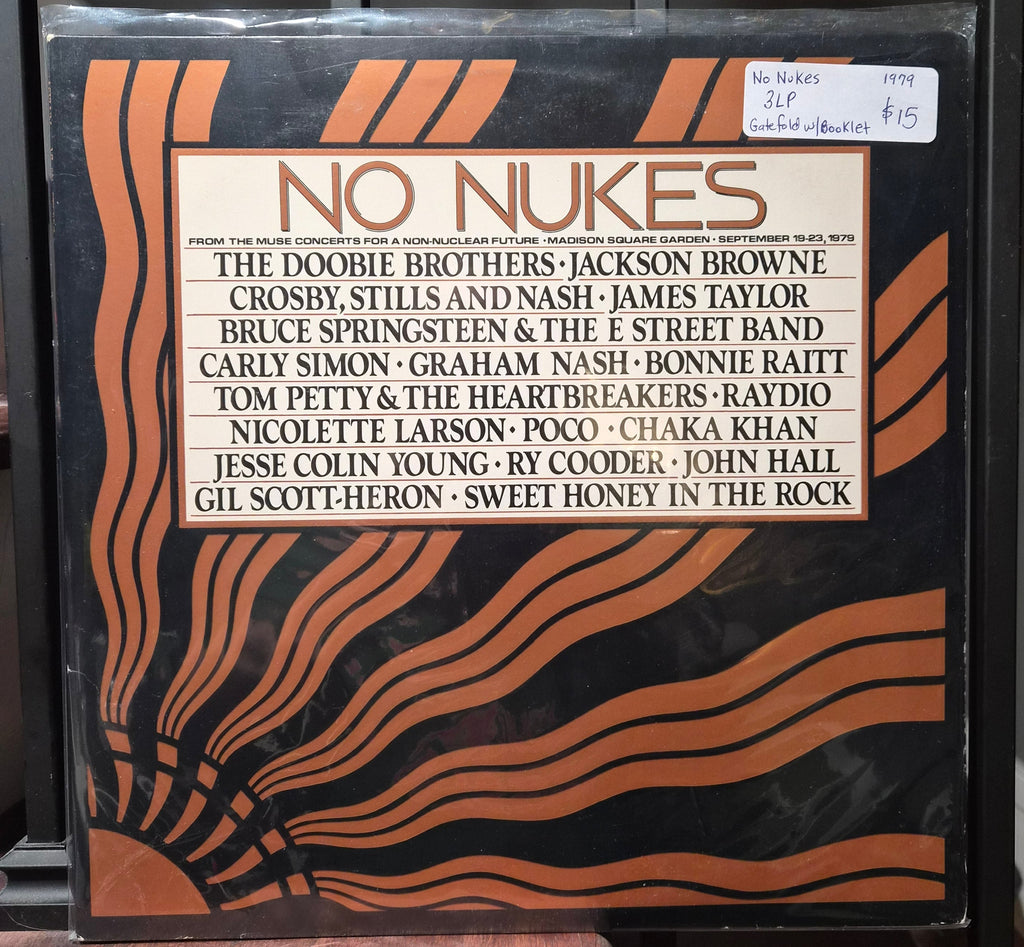 No Nukes 1979
3LP
$15
Gatefold w/Booklet
NO NUKES
FROM THE MUSE CONCERTS FOR A NON-NUCLEAR FUTURE · MADISON SQUARE GARDEN · SEPTEMBER 19-23, 1979
THE DOOBIE BROTHERS · JACKSON BROWNE
CROSBY, STILLS AND NASH · JAMES TAYLOR
BRUCE SPRINGSTEEN & THE E STREET BAND
CARLY SIMON · GRAHAM NASH · BONNIE RAITT
TOM PETTY & THE HEARTBREAKERS · RAYDIO
NICOLETTE LARSON · POCO · CHAKA KHAN
JESSE COLIN YOUNG · RY COODER · JOHN HALL
GIL SCOTT-HERON · SWEET HONEY IN THE ROCK